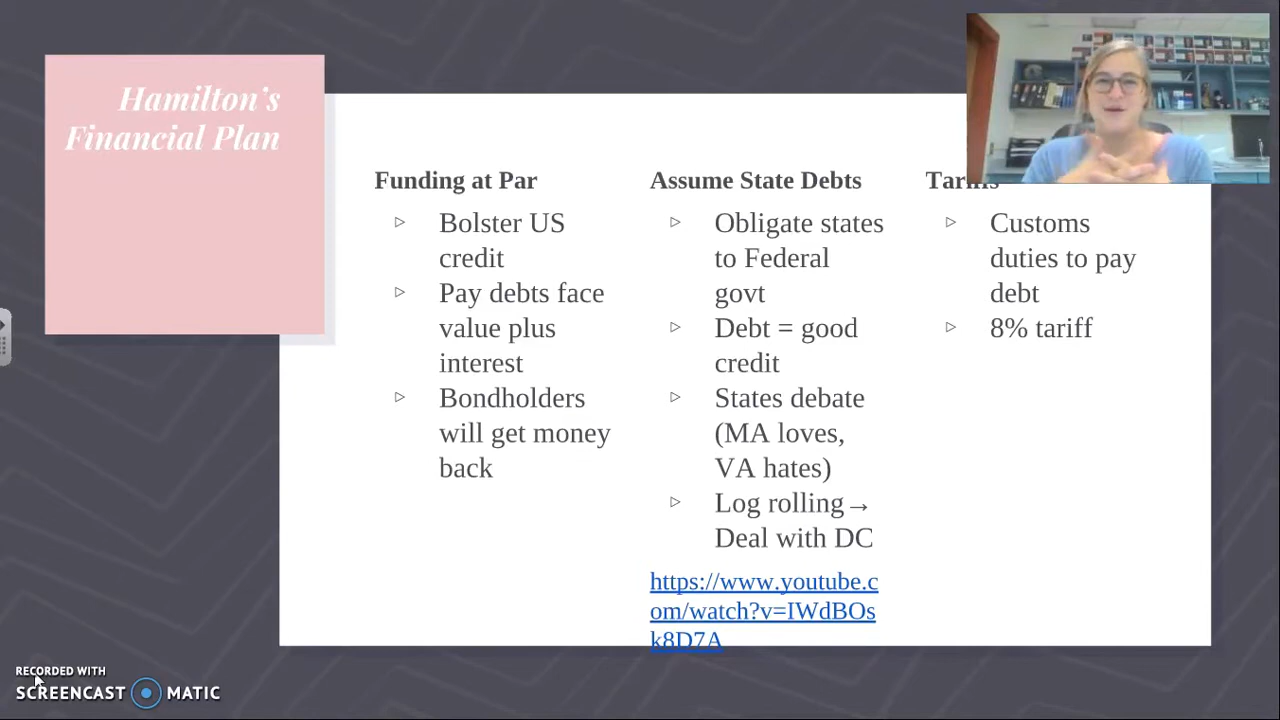 Hamilton's
Financial Plan
Funding at Par
▷ Bolster US
credit
▷ Pay debts face
value plus
interest
▷ Bondholders
will get money
back
Assume State Debts
▷ Obligate states
to Federal
govt
▷ Debt = good
credit
▷ States debate
(MA loves,
VA hates)
▷ Log rolling→
Deal with DC
https://www.youtube.c
om/watch?v=IWdBOs
k8D7A
Tariffs
▷ Customs
duties to pay
debt
▷ 8% tariff
RECORDED WITH
SCREENCAST MATIC